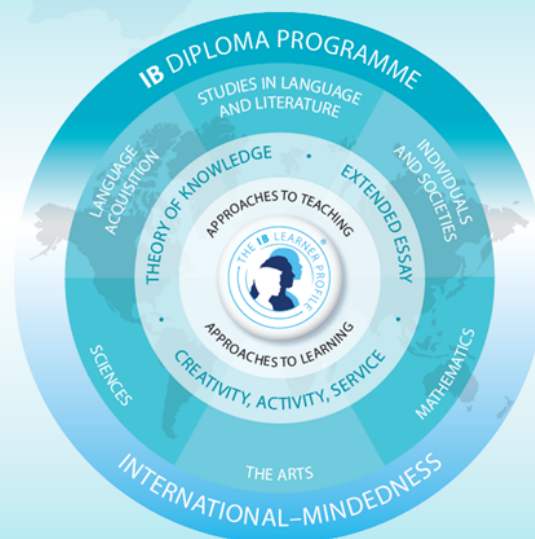 IB DIPLOMA PROGRAMME
STUDIES IN LANGUAGE
AND LITERATURE
LANGUAGE
ACQUISITION
INDIVIDUALS
AND SOCIETIES
THEORY OF KNOWLEDGE
•
EXTENDED ESSAY
•
APPROACHES TO TEACHING
THE IB LEARNER PROFILE
®
APPROACHES TO LEARNING
•
CREATIVITY, ACTIVITY, SERVICE
SCIENCES
MATHEMATICS
THE ARTS
INTERNATIONAL–MINDEDNESS